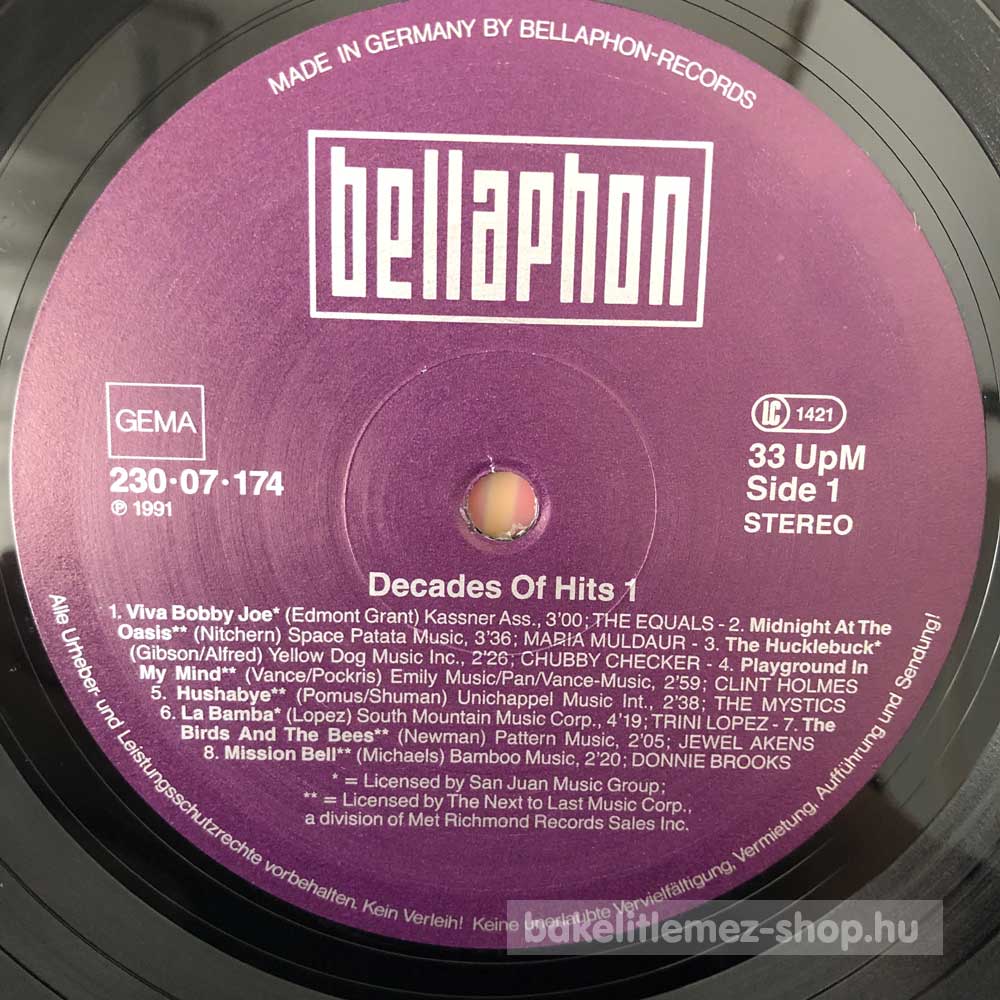 MADE IN GERMANY BY BELLAPHON-RECORDS
bellaphon
GEMA
230·07·174
℗ 1991
LC 1421
33 UpM
Side 1
STEREO
Decades Of Hits 1
1. Viva Bobby Joe* (Edmont Grant) Kassner Ass., 3'00; THE EQUALS - 2. Midnight At The
Oasis** (Nitchern) Space Patata Music, 3'36; MARIA MULDAUR - 3. The Hucklebuck*
(Gibson/Alfred) Yellow Dog Music Inc., 2'26; CHUBBY CHECKER - 4. Playground In
My Mind** (Vance/Pockris) Emily Music/Pan/Vance-Music, 2'59; CLINT HOLMES
5. Hushabye** (Pomus/Shuman) Unichappel Music Int., 2'38; THE MYSTICS
6. La Bamba* (Lopez) South Mountain Music Corp., 4'19; TRINI LOPEZ - 7. The
Birds And The Bees** (Newman) Pattern Music, 2'05; JEWEL AKENS
8. Mission Bell** (Michaels) Bamboo Music, 2'20; DONNIE BROOKS
* = Licensed by San Juan Music Group;
** = Licensed by The Next to Last Music Corp.,
a division of Met Richmond Records Sales Inc.
Alle Urheber- und Leistungsschutzrechte vorbehalten. Kein Verleih! Keine unerlaubte Vervielfältigung, Vermietung, Aufführung und Sendung!
bakelitlemez-shop.hu